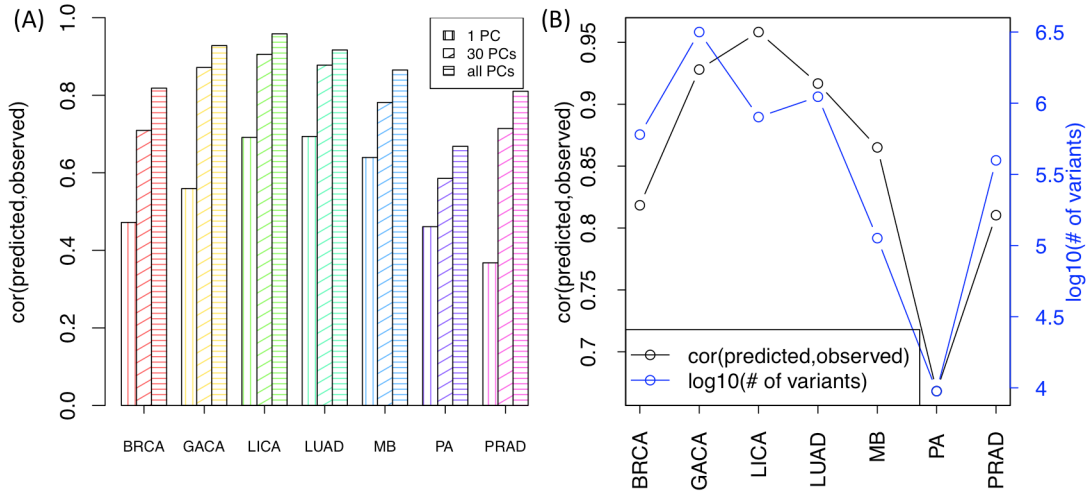 (A)
cor(predicted,observed)
1.0
0.8
0.6
0.4
0.2
0.0
1 PC
30 PCs
all PCs
BRCA GACA LICA LUAD MB PA PRAD
(B)
cor(predicted,observed)
0.95
0.9
0.85
0.8
0.75
0.7
cor(predicted,observed)
log10(# of variants)
6.5
6
5.5
5
4.5
4
log10(# of variants)
BRCA
GACA
LICA
LUAD
MB
PA
PRAD